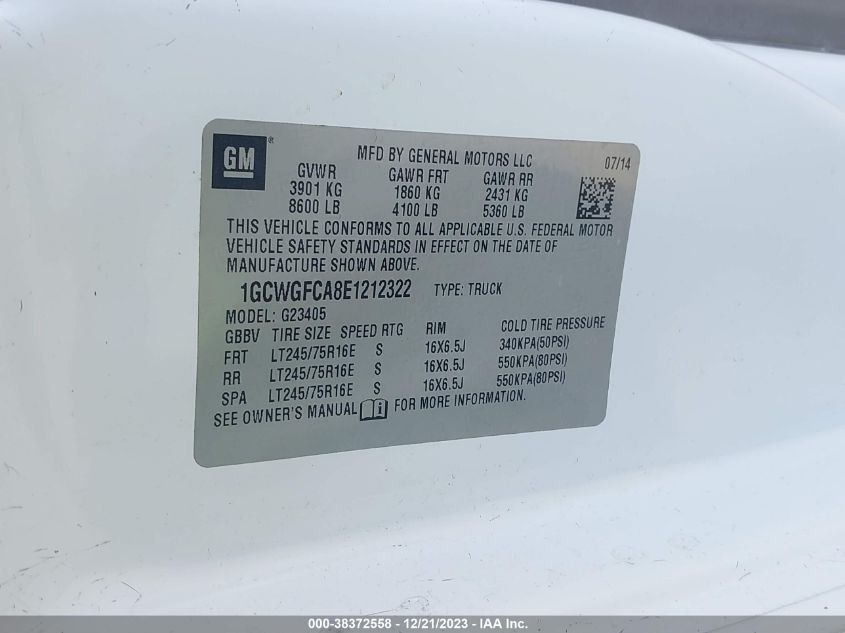 GM®
MFD BY GENERAL MOTORS LLC 07/14
GVWR GAWR FRT GAWR RR
3901 KG 1860 KG 2431 KG
8600 LB 4100 LB 5360 LB
THIS VEHICLE CONFORMS TO ALL APPLICABLE U.S. FEDERAL MOTOR
VEHICLE SAFETY STANDARDS IN EFFECT ON THE DATE OF
MANUFACTURE SHOWN ABOVE.
1GCWGFCA8E1212322 TYPE: TRUCK
MODEL: G23405
GBBV TIRE SIZE SPEED RTG RIM COLD TIRE PRESSURE
FRT LT245/75R16E S 16X6.5J 340KPA(50PSI)
RR LT245/75R16E S 16X6.5J 550KPA(80PSI)
SPA LT245/75R16E S 16X6.5J 550KPA(80PSI)
SEE OWNER'S MANUAL i FOR MORE INFORMATION.
000-38372558 - 12/21/2023 - IAA Inc.